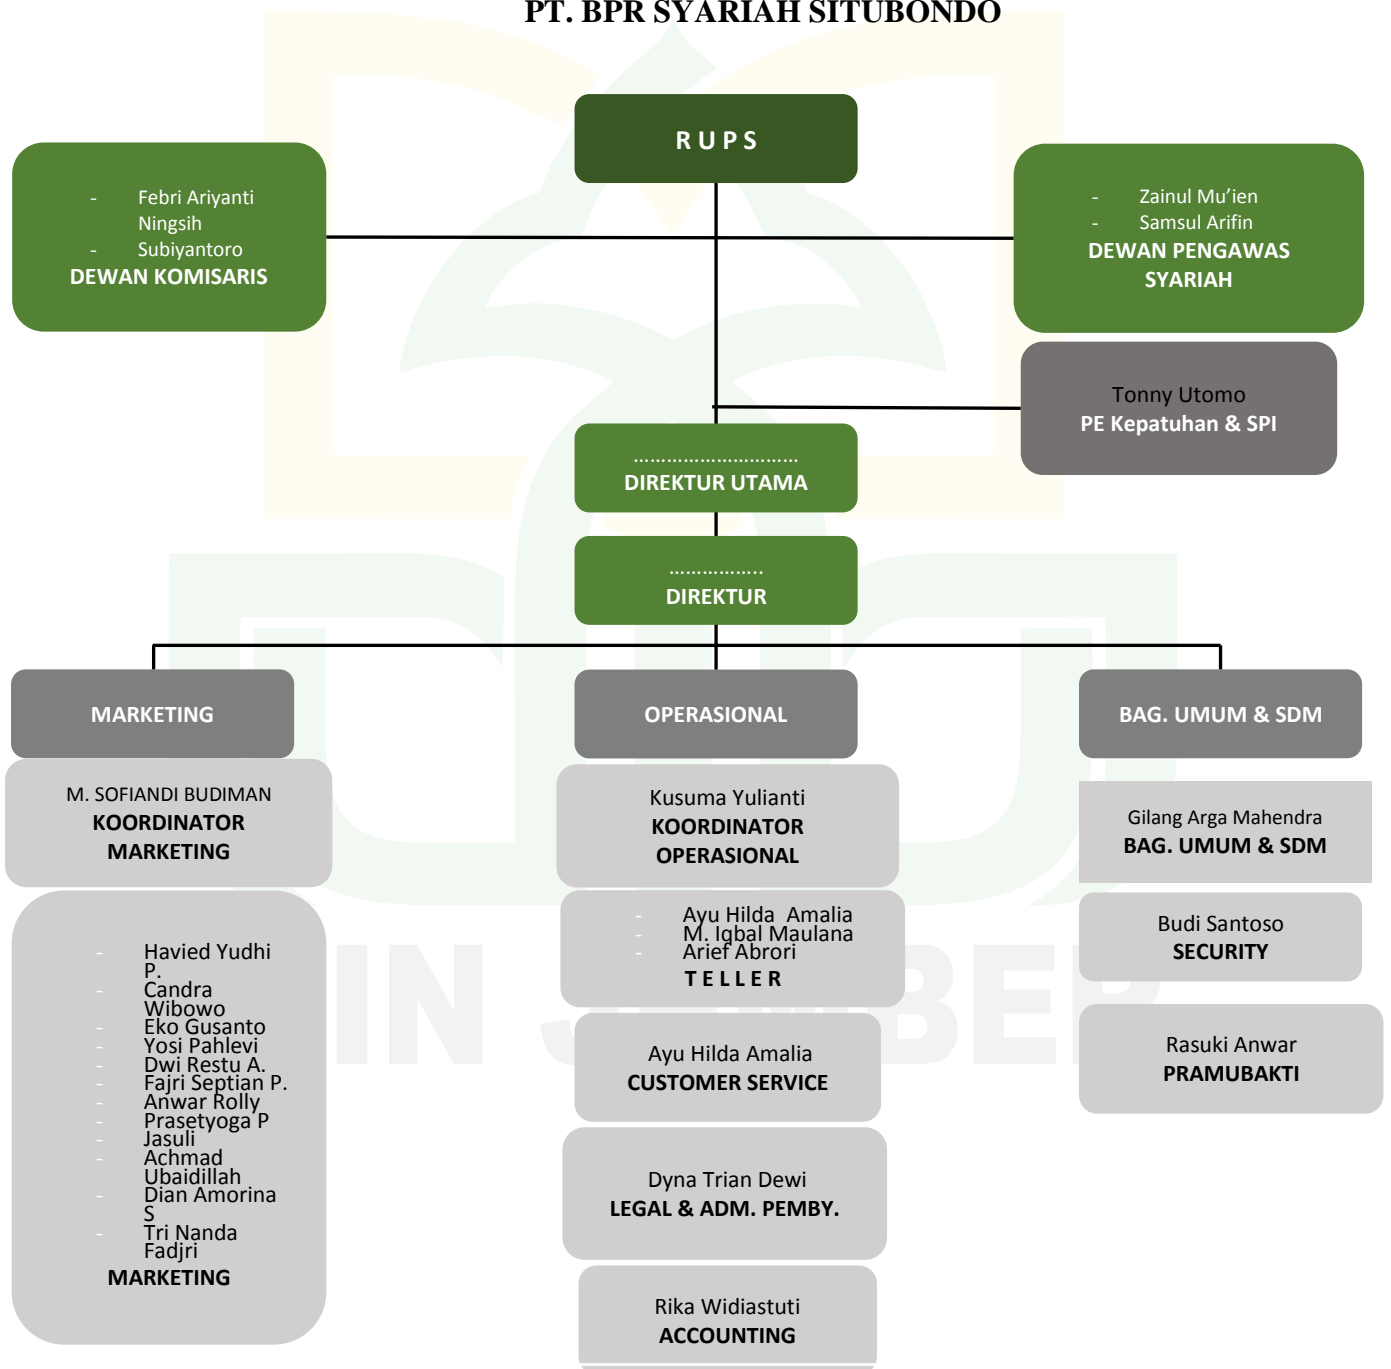 PT. BPR SYARIAH SITUBONDO
R U P S
- Febri Ariyanti
Ningsih
- Subiyantoro
DEWAN KOMISARIS
- Zainul Mu’ien
- Samsul Arifin
DEWAN PENGAWAS
SYARIAH
Tonny Utomo
PE Kepatuhan & SPI
…………………………
DIREKTUR UTAMA
……………..
DIREKTUR
MARKETING
OPERASIONAL
BAG. UMUM & SDM
M. SOFIANDI BUDIMAN
KOORDINATOR
MARKETING
- Havied Yudhi
P.
- Candra
Wibowo
- Eko Gusanto
- Yosi Pahlevi
- Dwi Restu A.
- Fajri Septian P.
- Anwar Rolly
- Prasetyoga P
- Jasuli
- Achmad
Ubaidillah
- Dian Amorina
S
- Tri Nanda
Fadjri
MARKETING
Kusuma Yulianti
KOORDINATOR
OPERASIONAL
- Ayu Hilda  Amalia
- M. Iqbal Maulana
- Arief Abrori
T E L L E R
Ayu Hilda Amalia
CUSTOMER SERVICE
Dyna Trian Dewi
LEGAL & ADM. PEMBY.
Rika Widiastuti
ACCOUNTING
Gilang Arga Mahendra
BAG. UMUM & SDM
Budi Santoso
SECURITY
Rasuki Anwar
PRAMUBAKTI